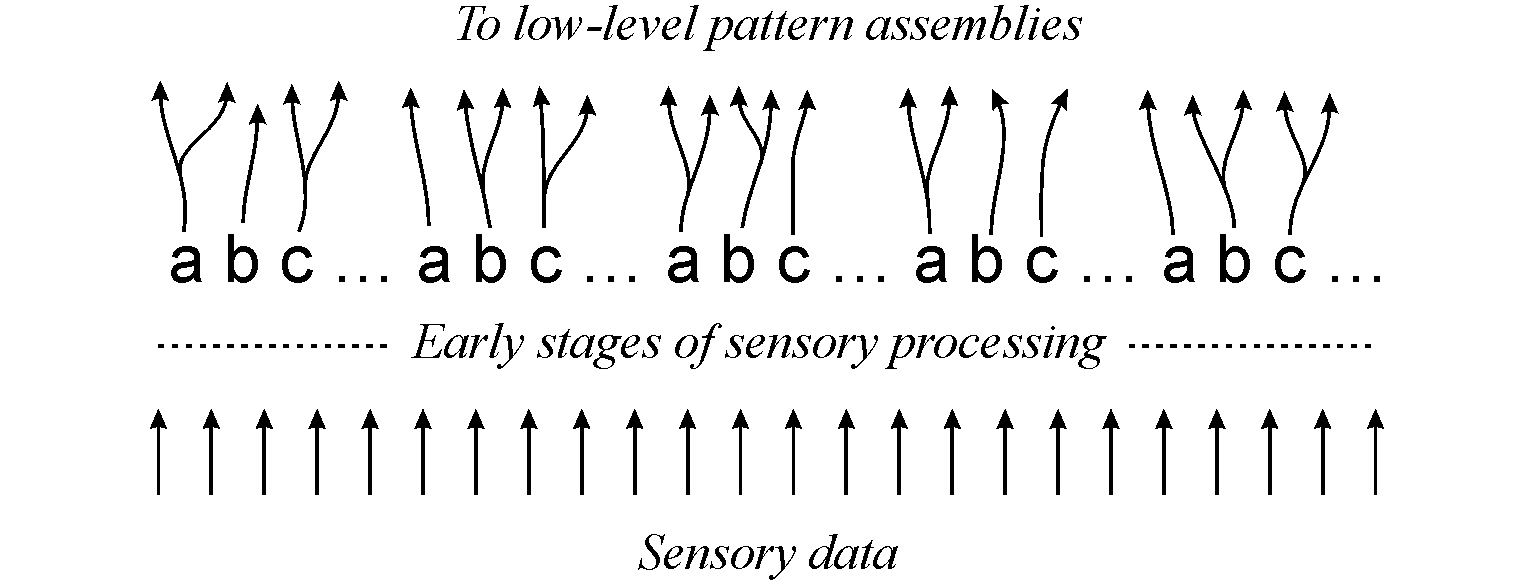 To low-level pattern assemblies
a b c ... a b c ... a b c ... a b c ... a b c ...
Early stages of sensory processing
Sensory data